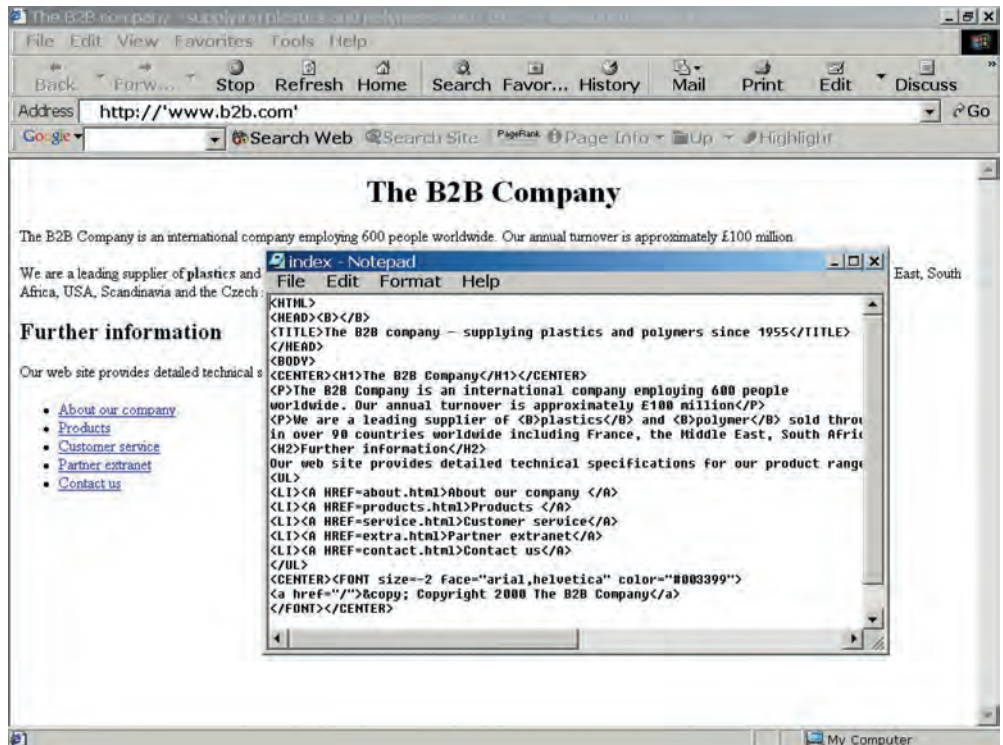 The B2B company - supplying plastics and polymers
File Edit View Favorites Tools Help
Back Forw... Stop Refresh Home Search Favor... History Mail Print Edit Discuss
Address http://'www.b2b.com' Go
Google Search Web Search Site PageRank Page Info Up Highlight
The B2B Company
The B2B Company is an international company employing 600 people worldwide. Our annual turnover is approximately £100 million
We are a leading supplier of plastics and East, South
Africa, USA, Scandinavia and the Czech
Further information
Our web site provides detailed technical s
About our company
Products
Customer service
Partner extranet
Contact us
index - Notepad
File Edit Format Help
<HTML>
<HEAD><B></B>
<TITLE>The B2B company – supplying plastics and polymers since 1955</TITLE>
</HEAD>
<BODY>
<CENTER><H1>The B2B Company</H1></CENTER>
<P>The B2B Company is an international company employing 600 people
worldwide. Our annual turnover is approximately £100 million</P>
<P>We are a leading supplier of <B>plastics</B> and <B>polymer</B> sold throu
in over 90 countries worldwide including France, the Middle East, South Afric
<H2>Further information</H2>
Our web site provides detailed technical specifications for our product range
<UL>
<LI><A HREF=about.html>About our company </A>
<LI><A HREF=products.html>Products </A>
<LI><A HREF=service.html>Customer service</A>
<LI><A HREF=extra.html>Partner extranet</A>
<LI><A HREF=contact.html>Contact us</A>
</UL>
<CENTER><FONT size=-2 face="arial,helvetica" color="#003399">
<a href="/">&copy; Copyright 2000 The B2B Company</a>
</FONT></CENTER>
My Computer